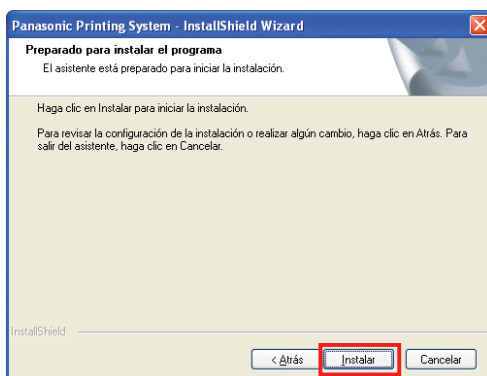 Panasonic Printing System - InstallShield Wizard
Preparado para instalar el programa
El asistente está preparado para iniciar la instalación.
Haga clic en Instalar para iniciar la instalación.
Para revisar la configuración de la instalación o realizar algún cambio, haga clic en Atrás. Para
salir del asistente, haga clic en Cancelar.
InstallShield
< Atrás Instalar Cancelar